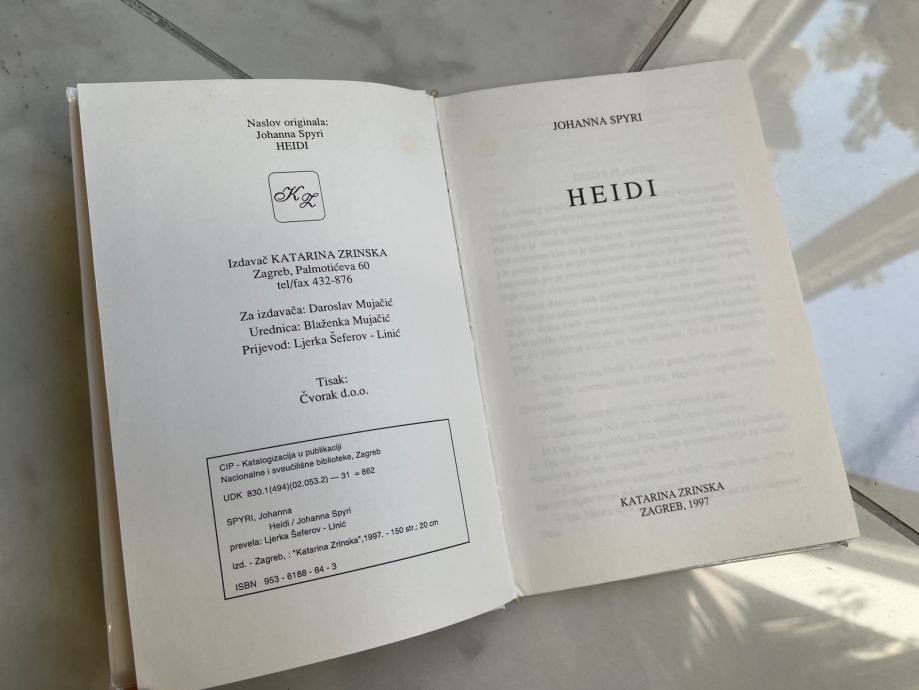 Naslov originala:
Johanna Spyri
HEIDI
KZ
Izdavač KATARINA ZRINSKA
Zagreb, Palmotićeva 60
tel/fax 432-876
Za izdavača: Daroslav Mujačić
Urednica: Blaženka Mujačić
Prijevod: Ljerka Šeferov - Linić
Tisak:
Čvorak d.o.o.
CIP - Katalogizacija u publikaciji
Nacionalne i sveučilišne biblioteke, Zagreb
UDK 830.1(494)(02.053.2) — 31 = 862
SPYRI, Johanna
Heidi / Johanna Spyri
prevela: Ljerka Šeferov - Linić
izd. - Zagreb, : "Katarina Zrinska",1997. - 150 str.; 20 cm
ISBN 953 - 6188 - 84 - 3
JOHANNA SPYRI
HEIDI
KATARINA ZRINSKA
ZAGREB, 1997